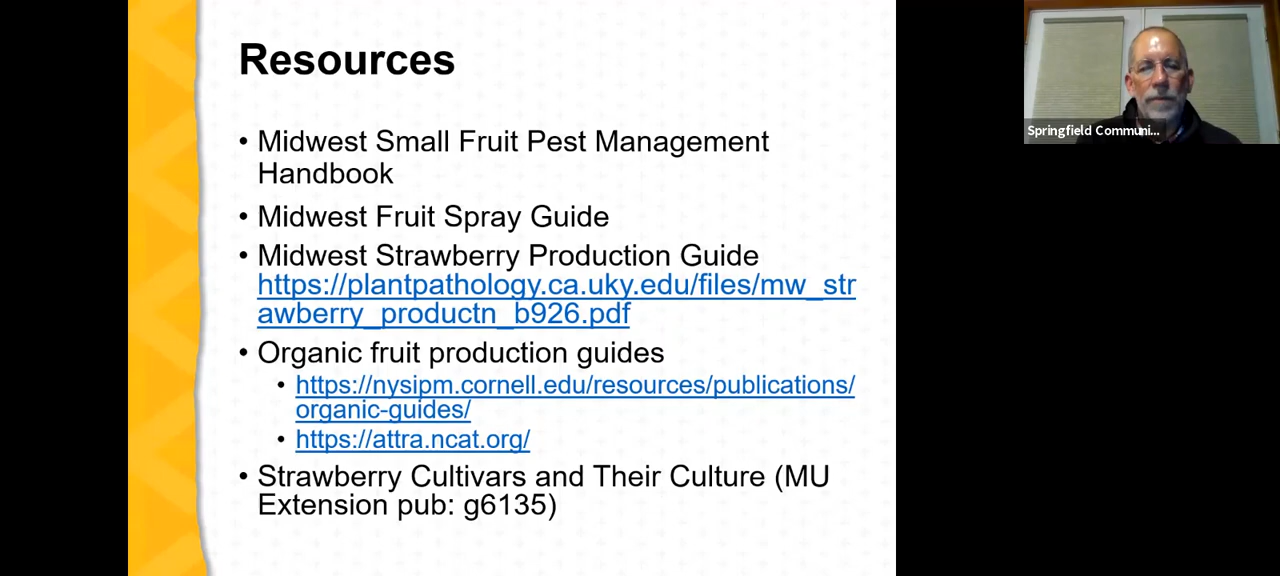 Resources
• Midwest Small Fruit Pest Management
Handbook
• Midwest Fruit Spray Guide
• Midwest Strawberry Production Guide
https://plantpathology.ca.uky.edu/files/mw_str
awberry_productn_b926.pdf
• Organic fruit production guides
• https://nysipm.cornell.edu/resources/publications/
organic-guides/
• https://attra.ncat.org/
• Strawberry Cultivars and Their Culture (MU
Extension pub: g6135)
Springfield Communi...